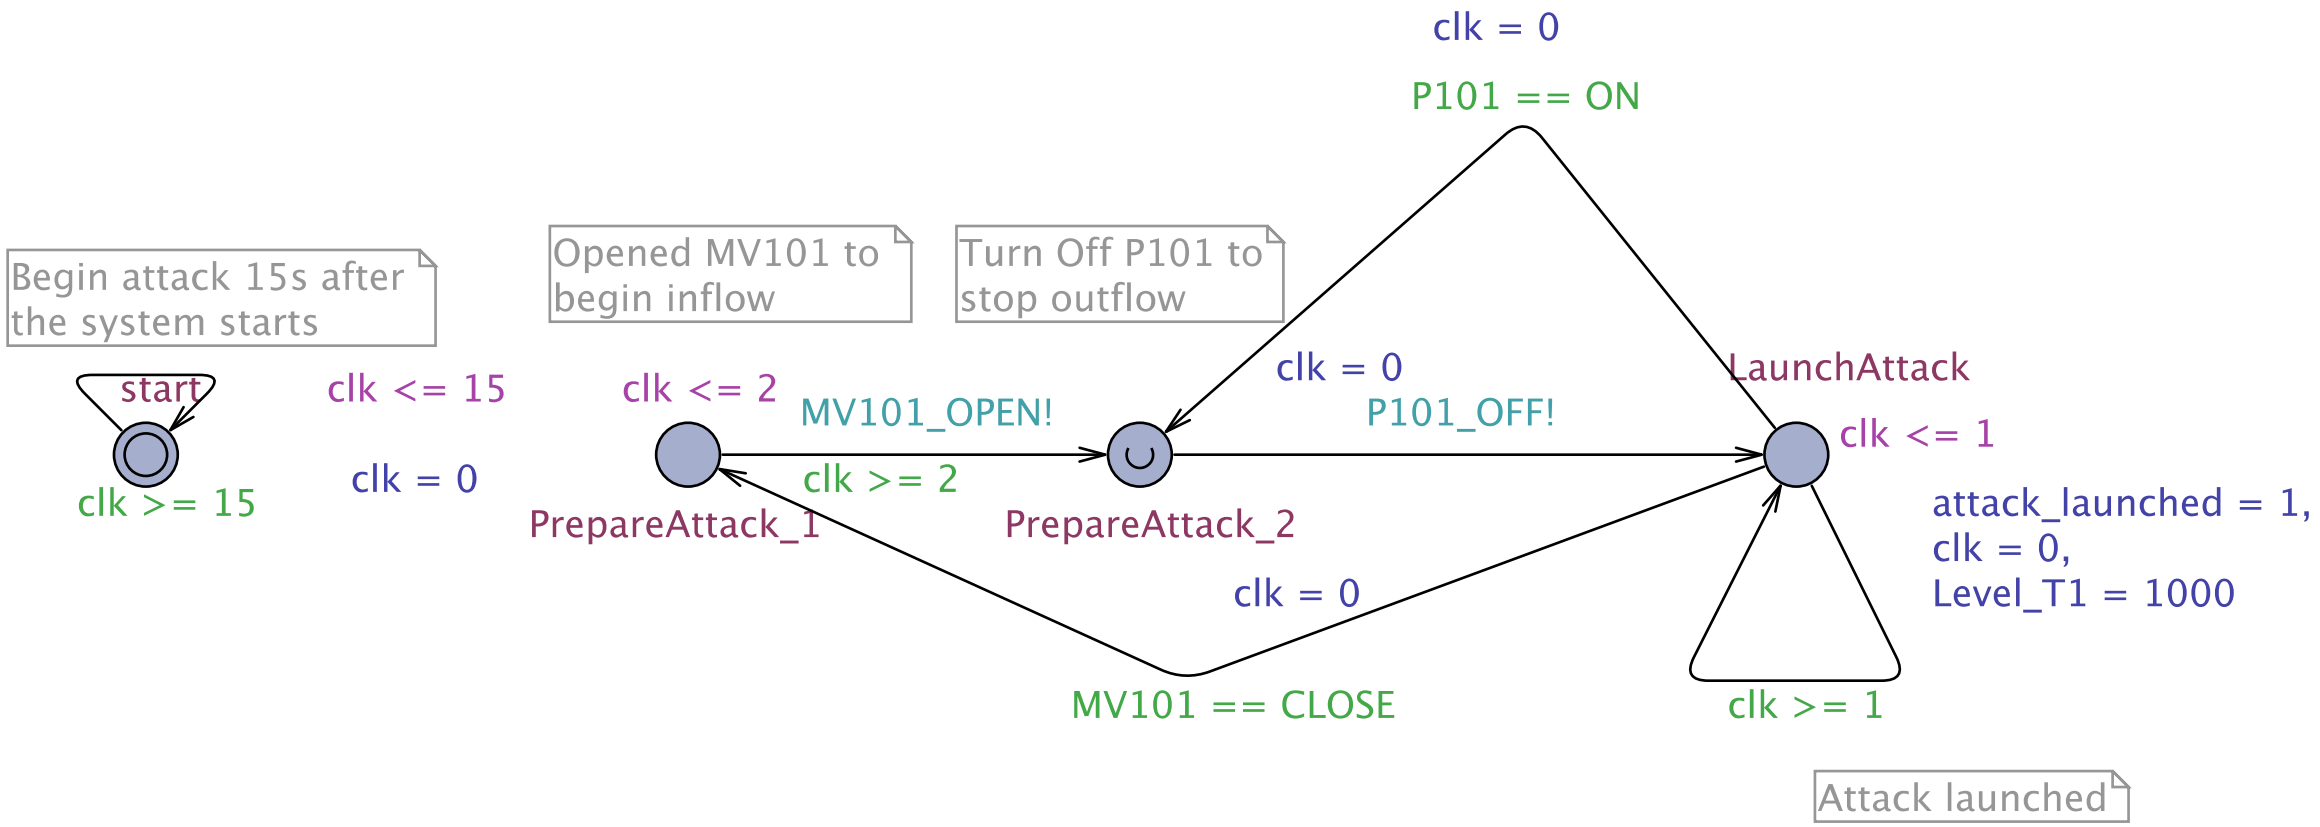 clk = 0
P101 == ON
Begin attack 15s after
the system starts
Opened MV101 to
begin inflow
Turn Off P101 to
stop outflow
start
clk <= 15
clk = 0
clk >= 15
clk <= 2
MV101_OPEN!
clk >= 2
PrepareAttack_1
PrepareAttack_2
clk = 0
P101_OFF!
LaunchAttack
clk <= 1
attack_launched = 1,
clk = 0,
Level_T1 = 1000
clk = 0
MV101 == CLOSE
clk >= 1
Attack launched